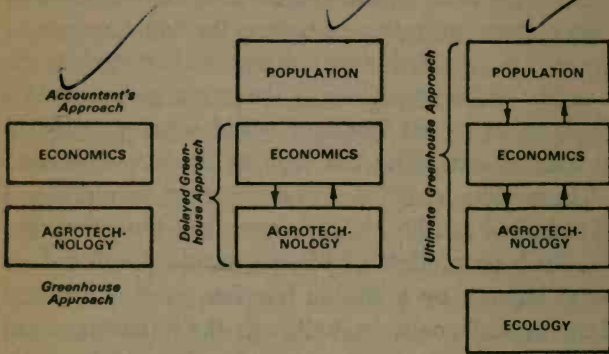 Accountant's
Approach
ECONOMICS
AGROTECH-
NOLOGY
Greenhouse
Approach
POPULATION
Delayed Green-
house Approach
ECONOMICS
AGROTECH-
NOLOGY
Ultimate Greenhouse Approach
POPULATION
ECONOMICS
AGROTECH-
NOLOGY
ECOLOGY